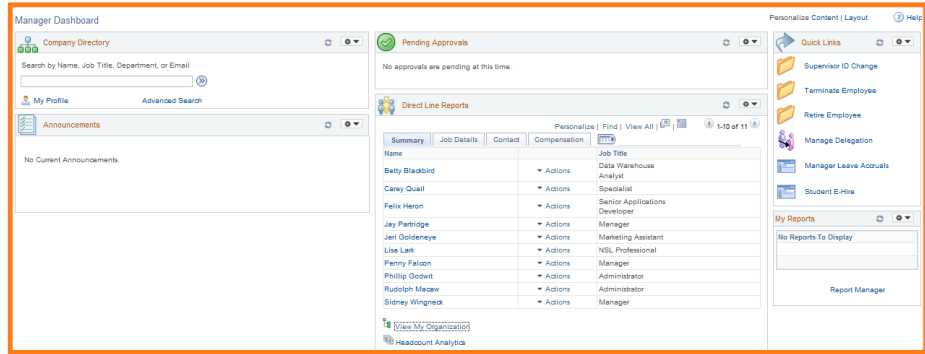 Manager Dashboard
Personalize Content | Layout
Help
Company Directory
Search by Name, Job Title, Department, or Email
My Profile
Advanced Search
Announcements
No Current Announcements.
Pending Approvals
No approvals are pending at this time.
Direct Line Reports
Personalize | Find | View All | | 1-10 of 11
Summary Job Details Contact Compensation
Name Job Title
Betty Blackbird Actions Data Warehouse
Analyst
Carey Quail Actions Specialist
Felix Heron Actions Senior Applications
Developer
Jay Partridge Actions Manager
Jeri Goldeneye Actions Marketing Assistant
Lisa Lark Actions NSL Professional
Penny Falcon Actions Manager
Phillip Godwit Actions Administrator
Rudolph Macaw Actions Administrator
Sidney Wingneck Actions Manager
View My Organization
Headcount Analytics
Quick Links
Supervisor ID Change
Terminate Employee
Retire Employee
Manage Delegation
Manager Leave Accruals
Student E-Hire
My Reports
No Reports To Display
Report Manager